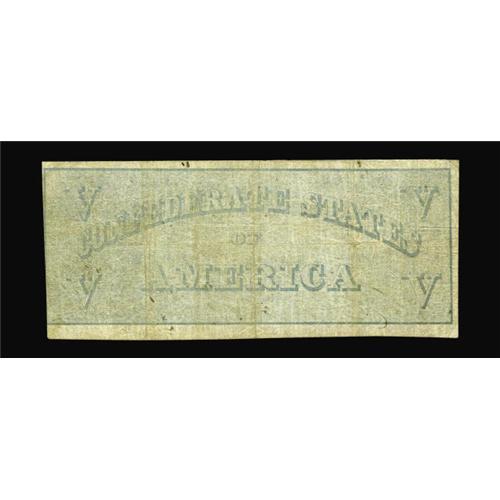 V V
CONFEDERATE STATES
OF
AMERICA
V V